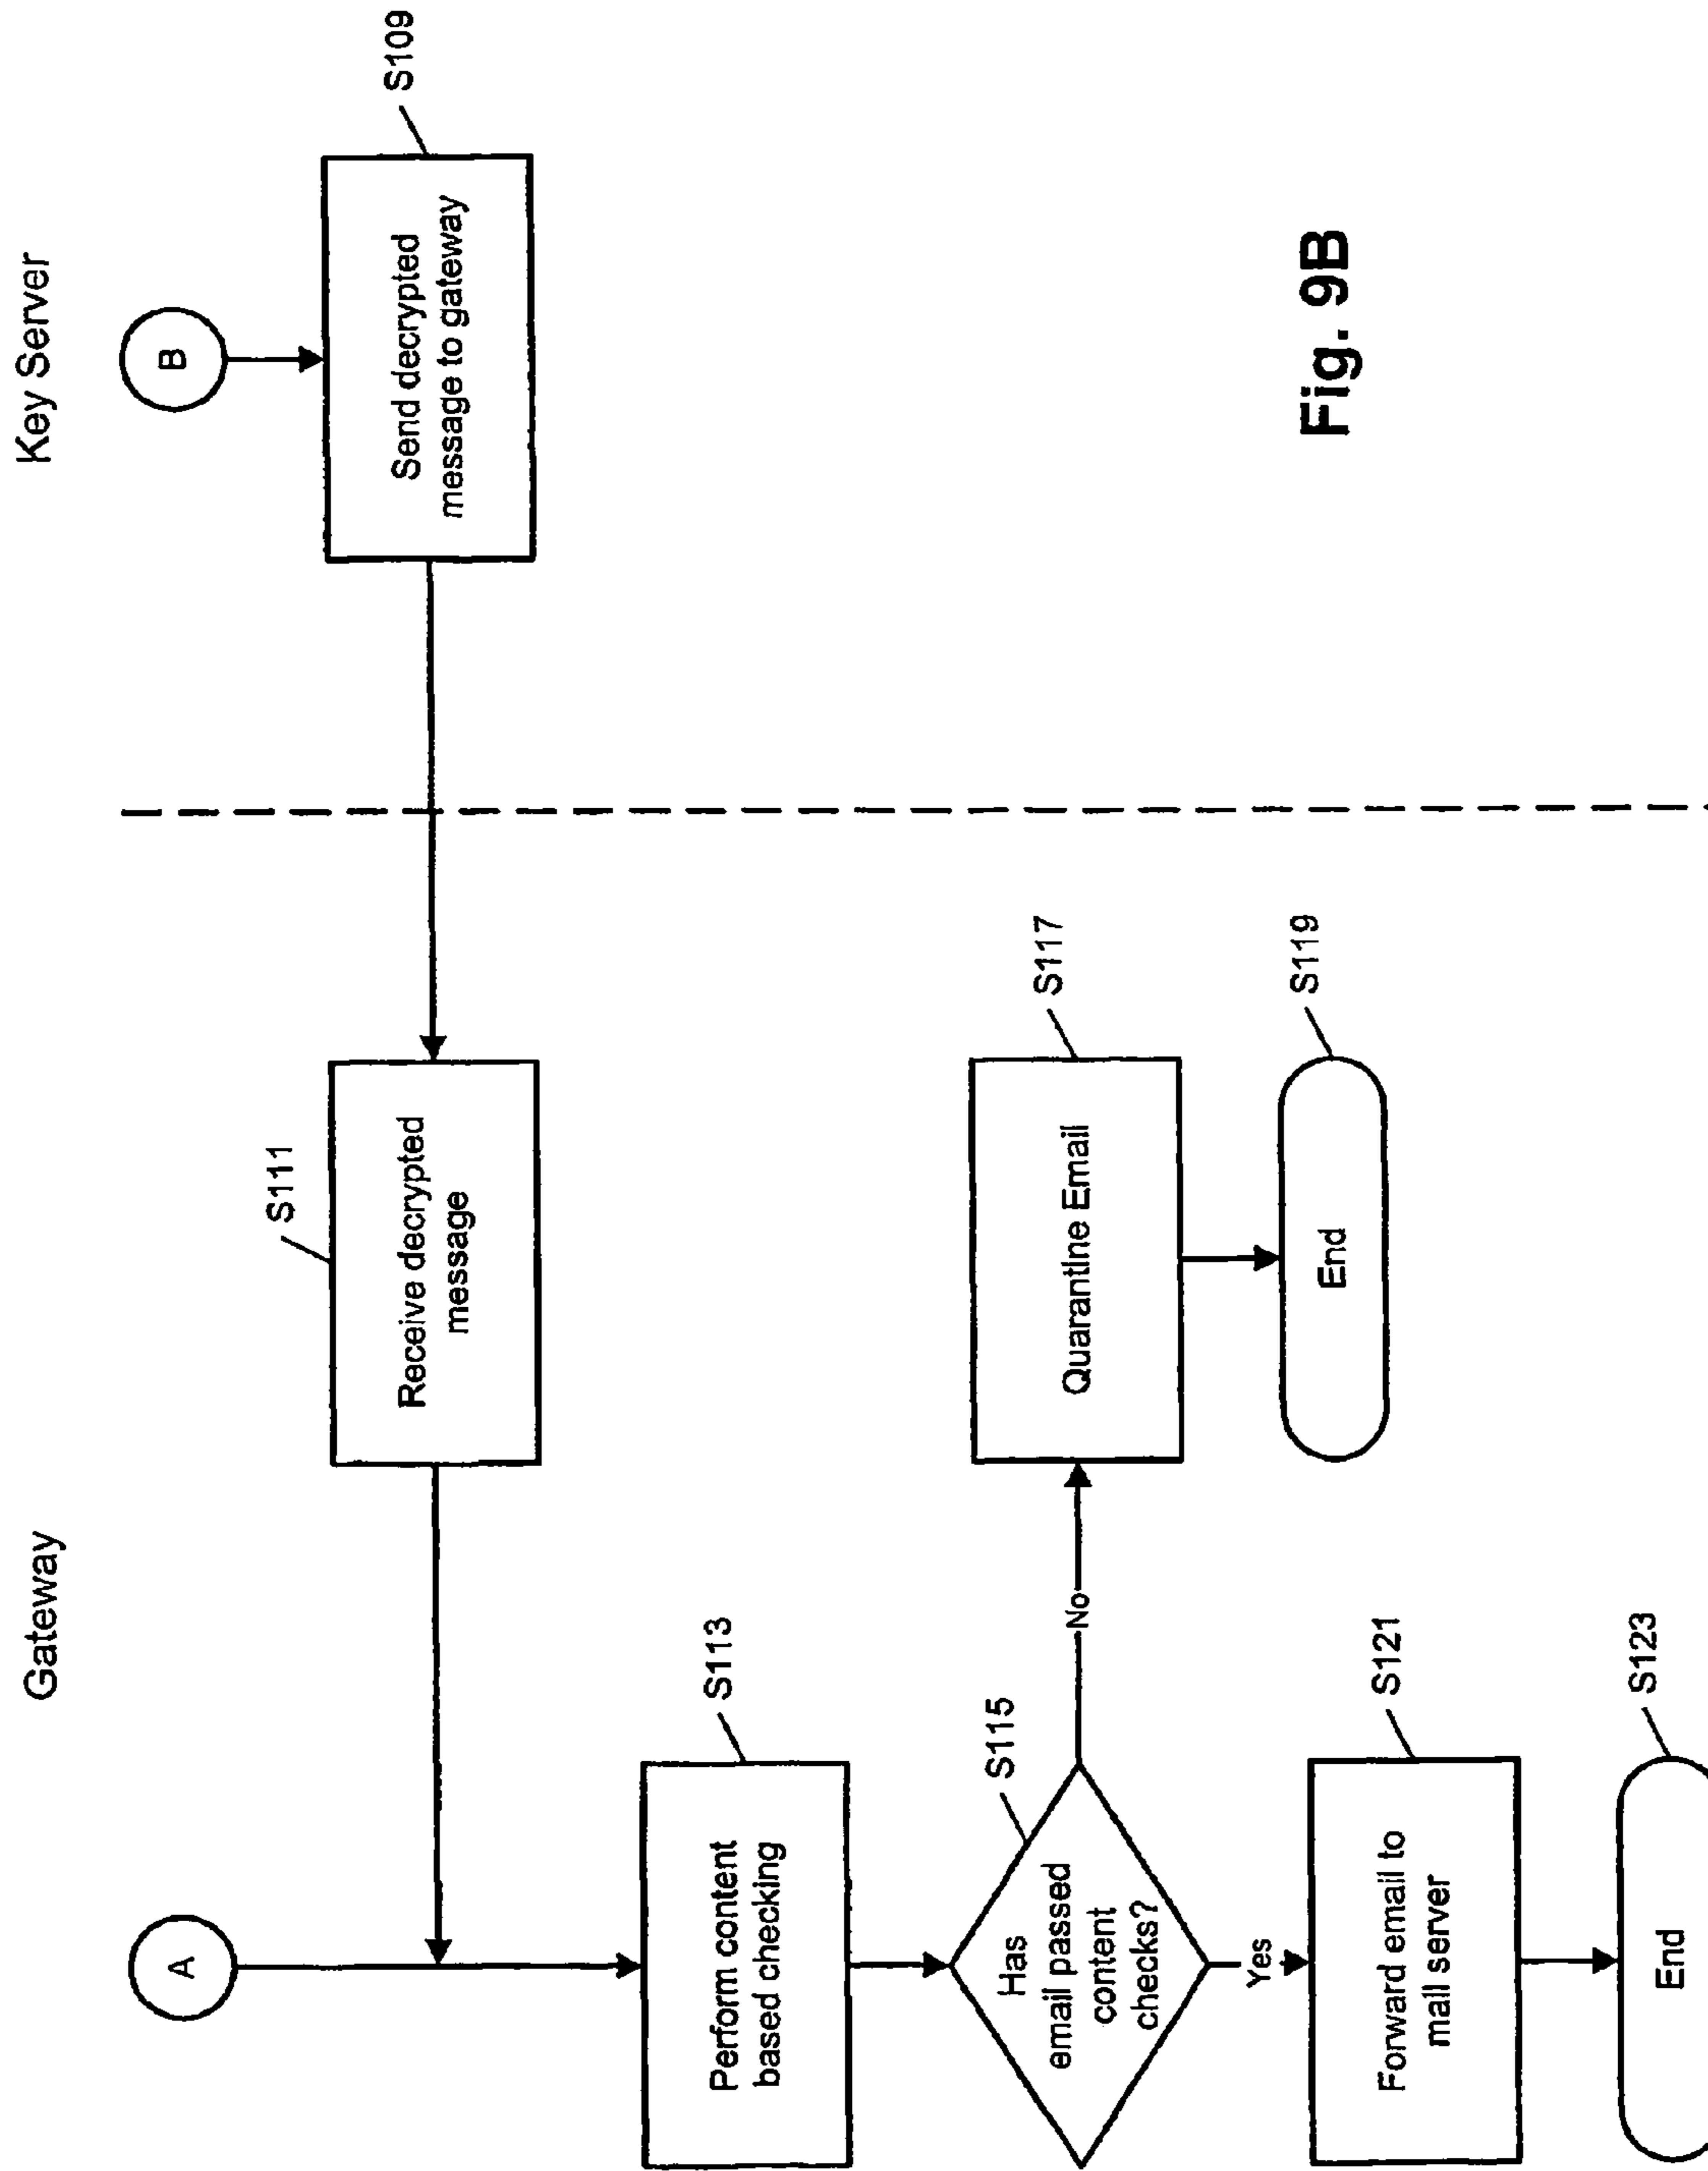 Gateway
Key Server
A
B
S111
Receive decrypted
message
Send decrypted
message to gateway
S109
S113
Perform content
based checking
S115
Has
email passed
content
checks?
No
S117
Quarantine Email
Yes
S119
End
S121
Forward email to
mail server
S123
End
Fig. 9B